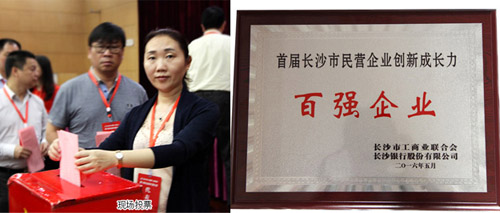 现场投票
首届长沙市民营企业创新成长力
百强企业
长沙市工商业联合会
长沙银行股份有限公司
二〇一六年五月